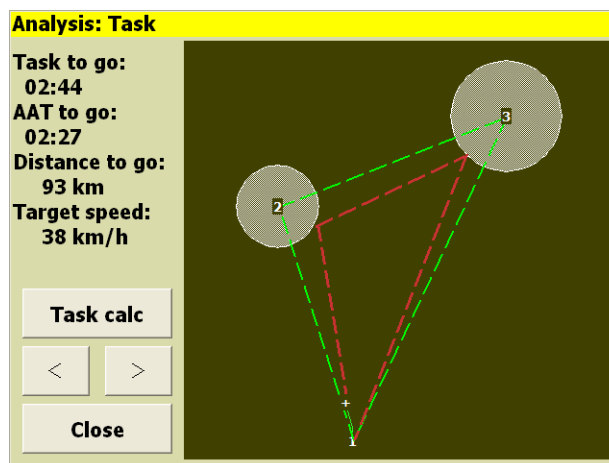 Analysis: Task
Task to go:
02:44
AAT to go:
02:27
Distance to go:
93 km
Target speed:
38 km/h
Task calc
< >
Close
3
2
+
1